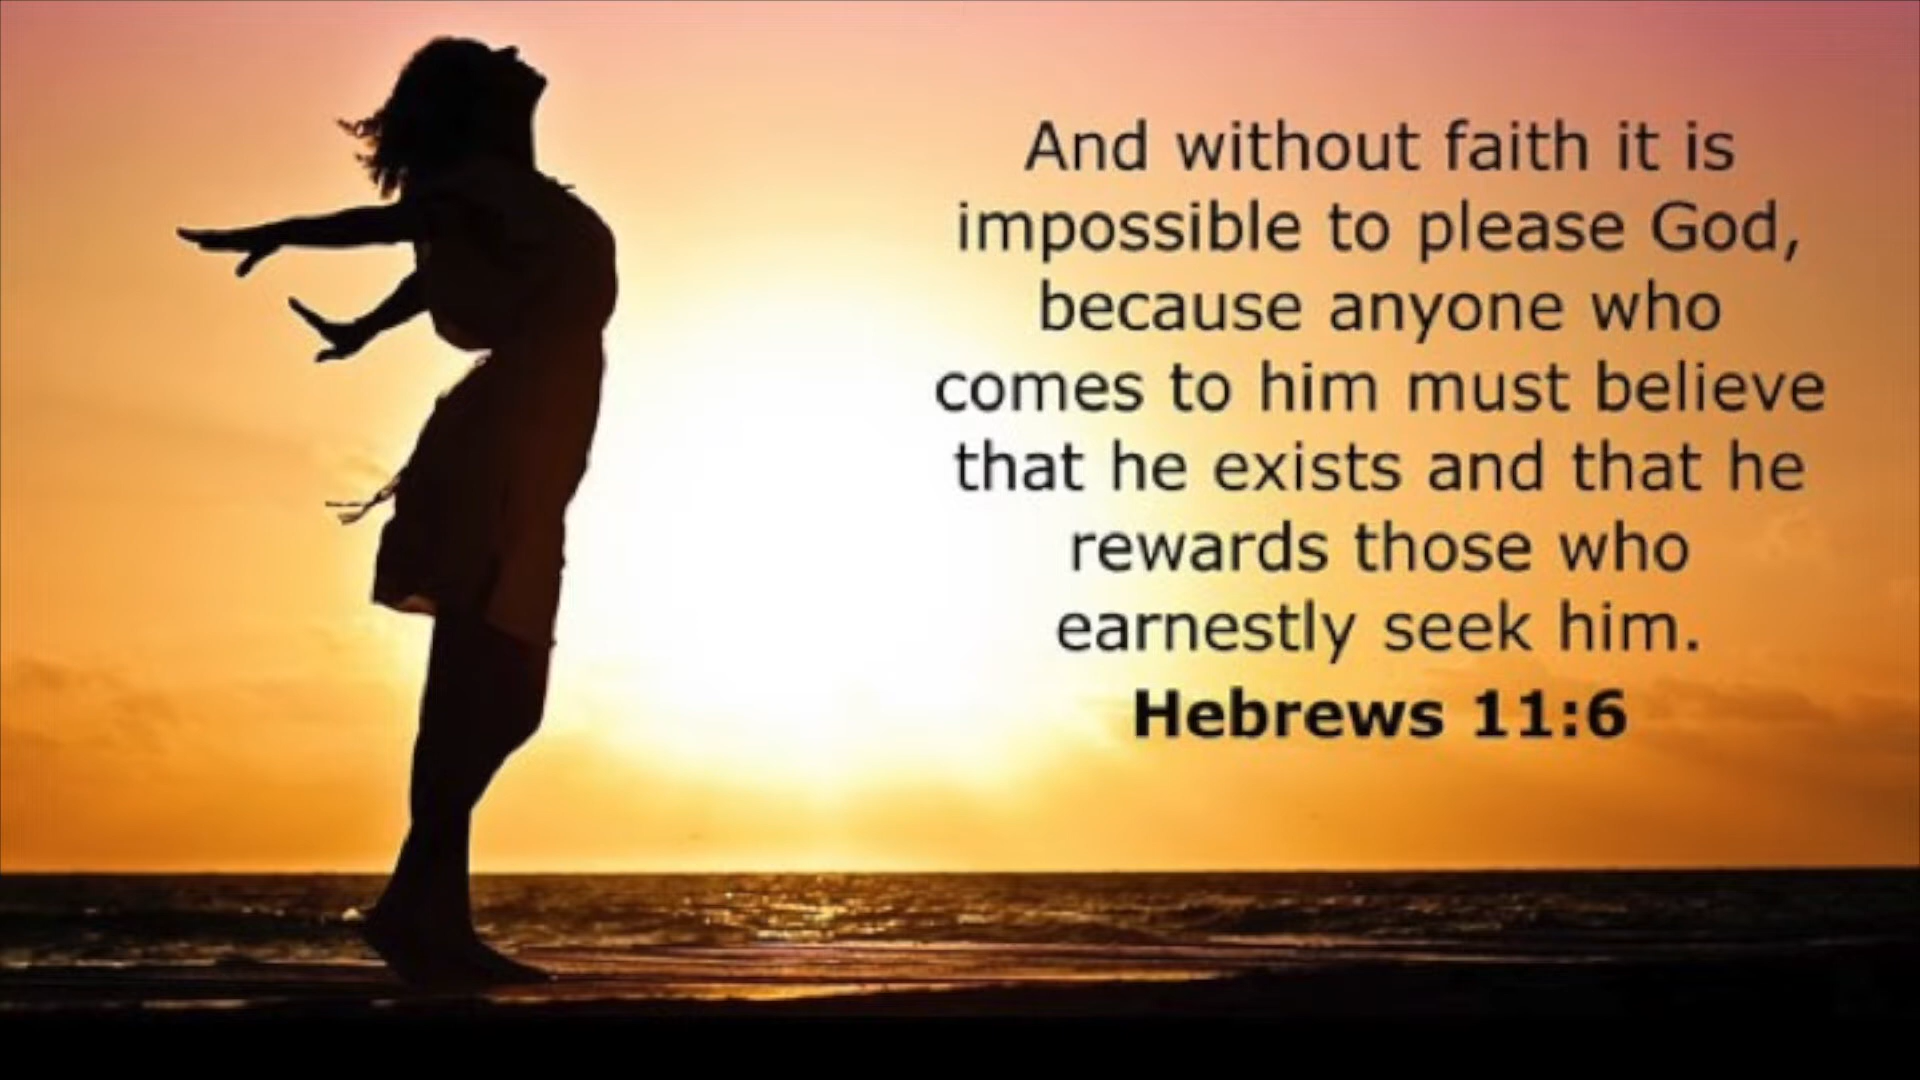 And without faith it is
impossible to please God,
because anyone who
comes to him must believe
that he exists and that he
rewards those who
earnestly seek him.
Hebrews 11:6